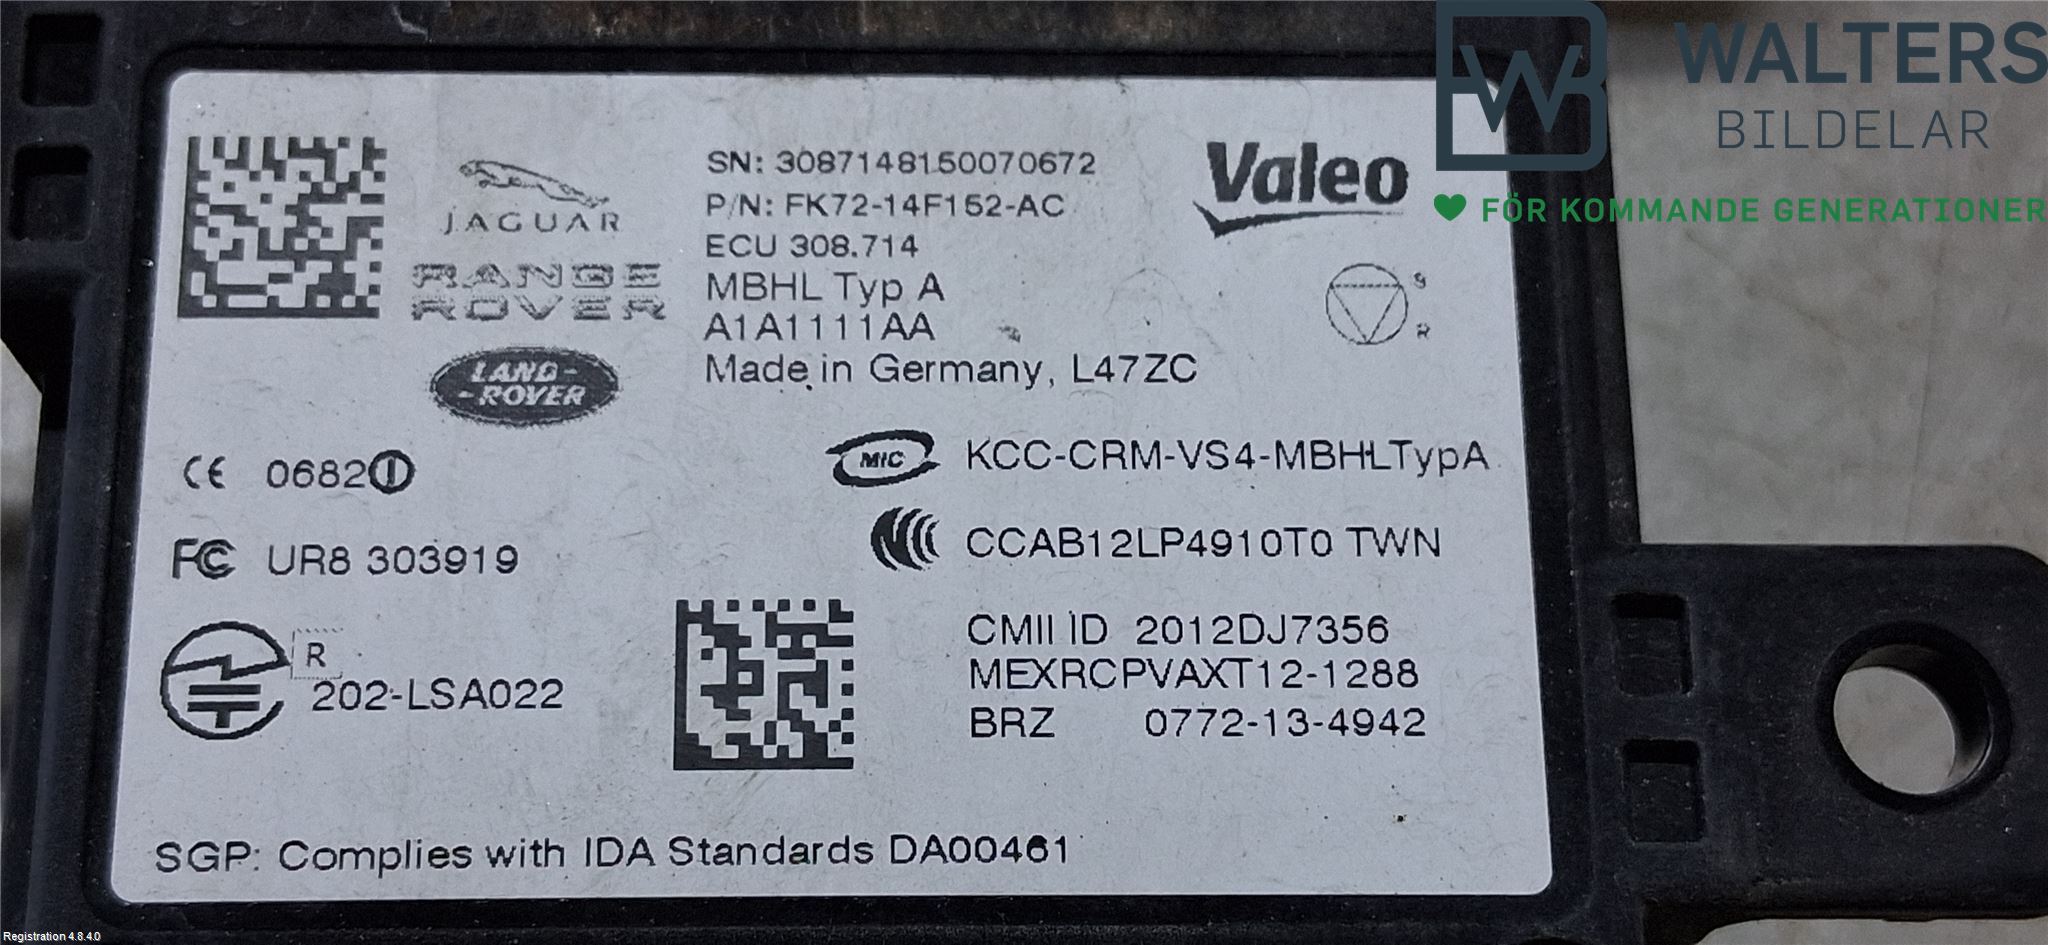 WALTERS
BILDELAR
FÖR KOMMANDE GENERATIONER
JAGUAR
RANGE
ROVER
LAND-
-ROVER
SN: 3087148150070672
P/N: FK72-14F152-AC
ECU 308.714
MBHL Typ A
A1A1111AA
Made in Germany, L47ZC
Valeo
S
R
CE 0682
MIC KCC-CRM-VS4-MBHLTypA
FC UR8 303919
CCAB12LP4910T0 TWN
R
202-LSA022
CMII ID 2012DJ7356
MEXRCPVAXT12-1288
BRZ 0772-13-4942
SGP: Complies with IDA Standards DA00461
Registration 4.8.4.0